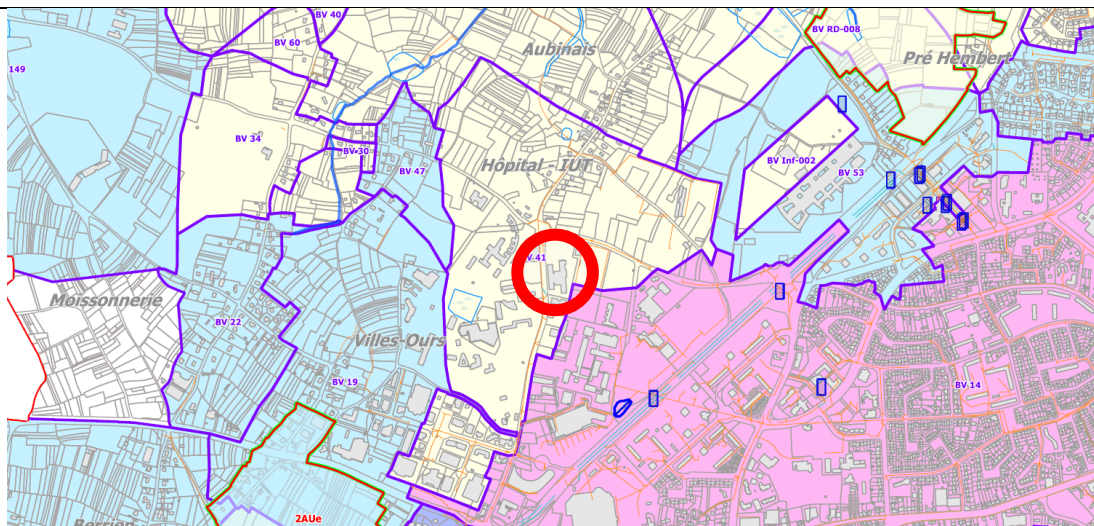 BV 40
BV 60
Aubinais
BV RD-008
Pré Hembert
149
BV 34
BV 30
BV 47
Hôpital - IUT
BV Inf-002
BV 53
V 41
Moissonnerie
BV 22
Villes-Ours
BV 19
BV 14
2AUe
Berrien